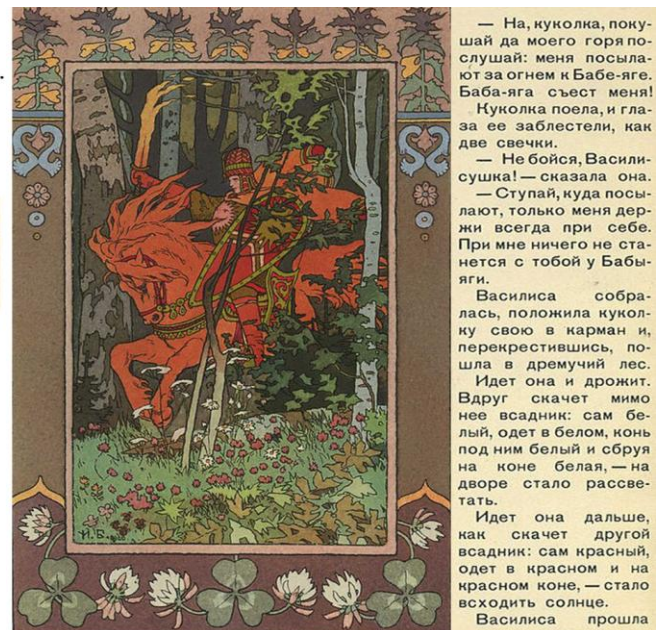 — На, куколка, поку-
шай да моего горя по-
слушай: меня посыла-
ют за огнем к Бабе-яге.
Баба-яга съест меня!
Куколка поела, и гла-
за ее заблестели, как
две свечки.
— Не бойся, Васили-
сушка! — сказала она.
— Ступай, куда посы-
лают, только меня дер-
жи всегда при себе.
При мне ничего не ста-
нется с тобой у Бабы-
яги.
Василиса собра-
лась, положила кукол-
ку свою в карман и,
перекрестившись, по-
шла в дремучий лес.
Идет она и дрожит.
Вдруг скачет мимо
нее всадник: сам бе-
лый, одет в белом, конь
под ним белый и сбруя
на коне белая, — на
дворе стало рассве-
тать.
Идет она дальше,
как скачет другой
всадник: сам красный,
одет в красном и на
красном коне, — стало
всходить солнце.
Василиса прошла